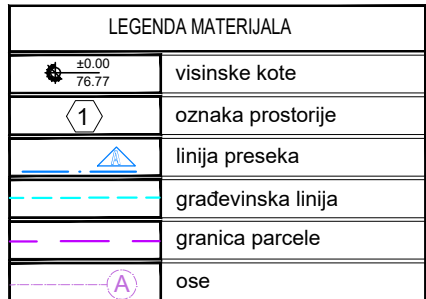 LEGENDA MATERIJALA
±0.00
76.77
visinske kote
1
oznaka prostorije
A
linija preseka
građevinska linija
granica parcele
A
ose